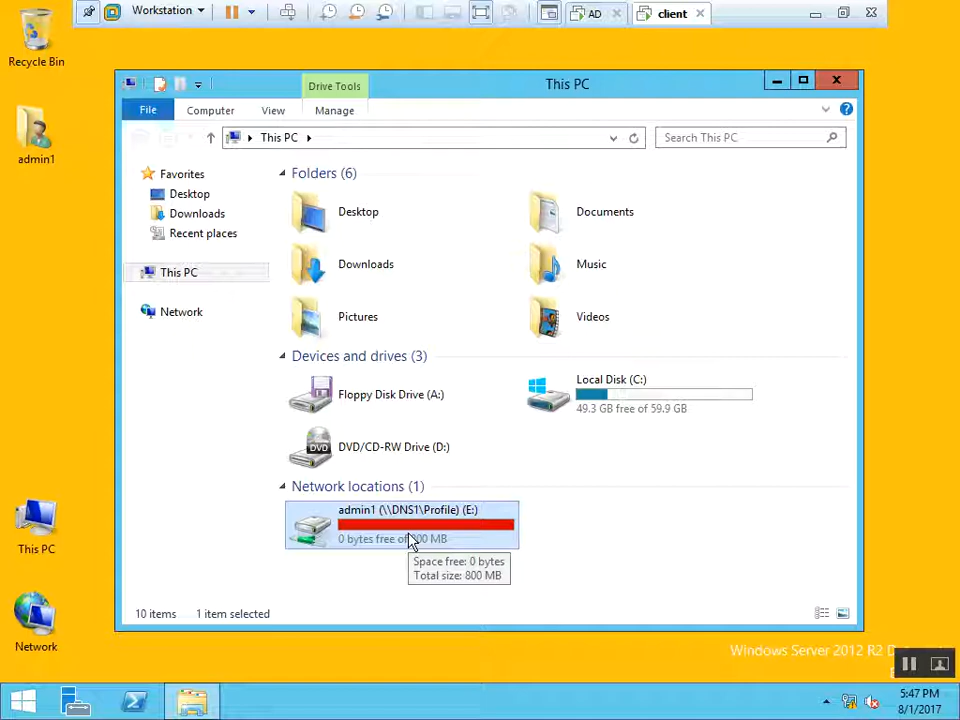 Workstation
AD
client
Recycle Bin
admin1
This PC
Network
Drive Tools
This PC
File
Computer
View
Manage
This PC
Search This PC
Favorites
Desktop
Downloads
Recent places
This PC
Network
Folders (6)
Desktop
Documents
Downloads
Music
Pictures
Videos
Devices and drives (3)
Floppy Disk Drive (A:)
Local Disk (C:)
49.3 GB free of 59.9 GB
DVD
DVD/CD-RW Drive (D:)
Network locations (1)
admin1 (\\DNS1\Profile) (E:)
0 bytes free of 800 MB
Space free: 0 bytes
Total size: 800 MB
10 items
1 item selected
Windows Server 2012 R2
5:47 PM
8/1/2017